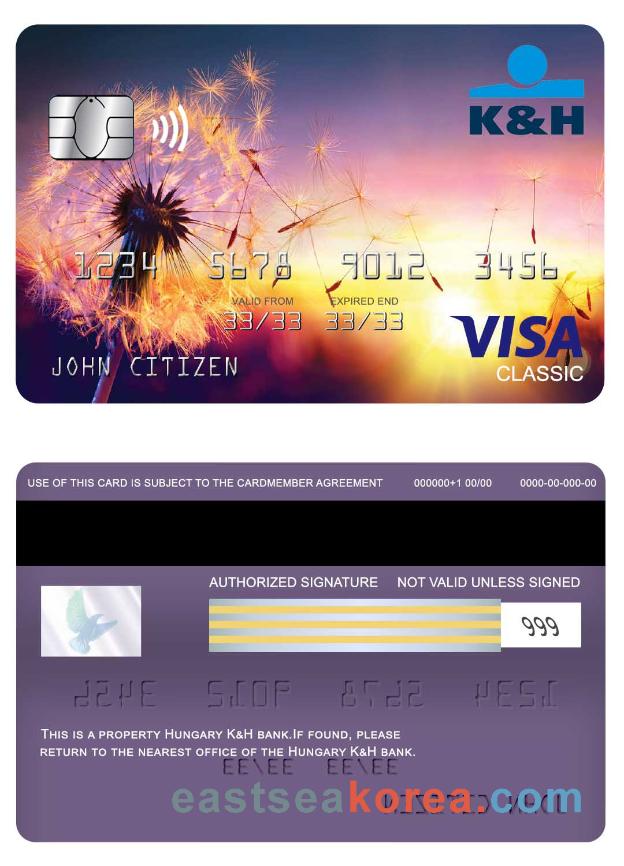 K&H
1234 5678 9012 3456
VALID FROM EXPIRED END
33/33 33/33
JOHN CITIZEN
VISA
CLASSIC
USE OF THIS CARD IS SUBJECT TO THE CARDMEMBER AGREEMENT 000000+1 00/00 0000-00-000-00
AUTHORIZED SIGNATURE NOT VALID UNLESS SIGNED
999
THIS IS A PROPERTY HUNGARY K&H BANK.IF FOUND, PLEASE
RETURN TO THE NEAREST OFFICE OF THE HUNGARY K&H BANK.
eastseakorea.com